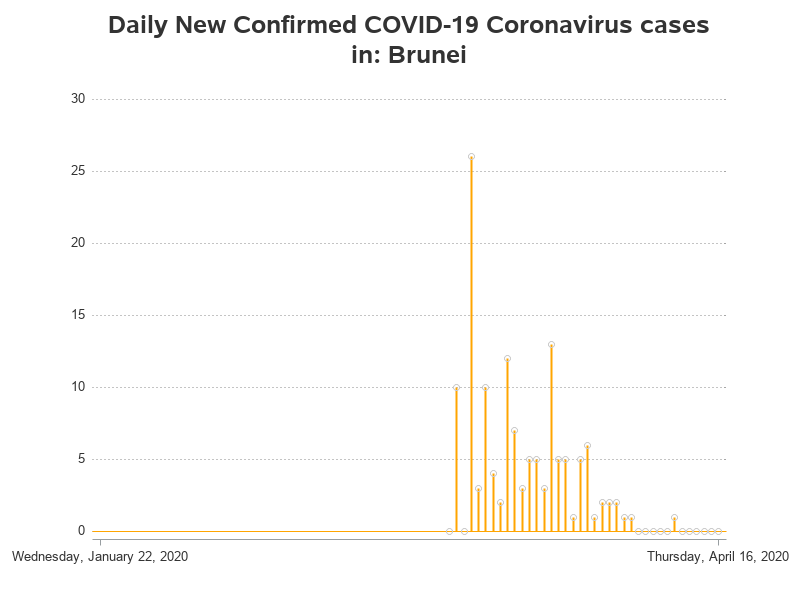 Daily New Confirmed COVID-19 Coronavirus cases
in: Brunei
30
25
20
15
10
5
0
Wednesday, January 22, 2020
Thursday, April 16, 2020